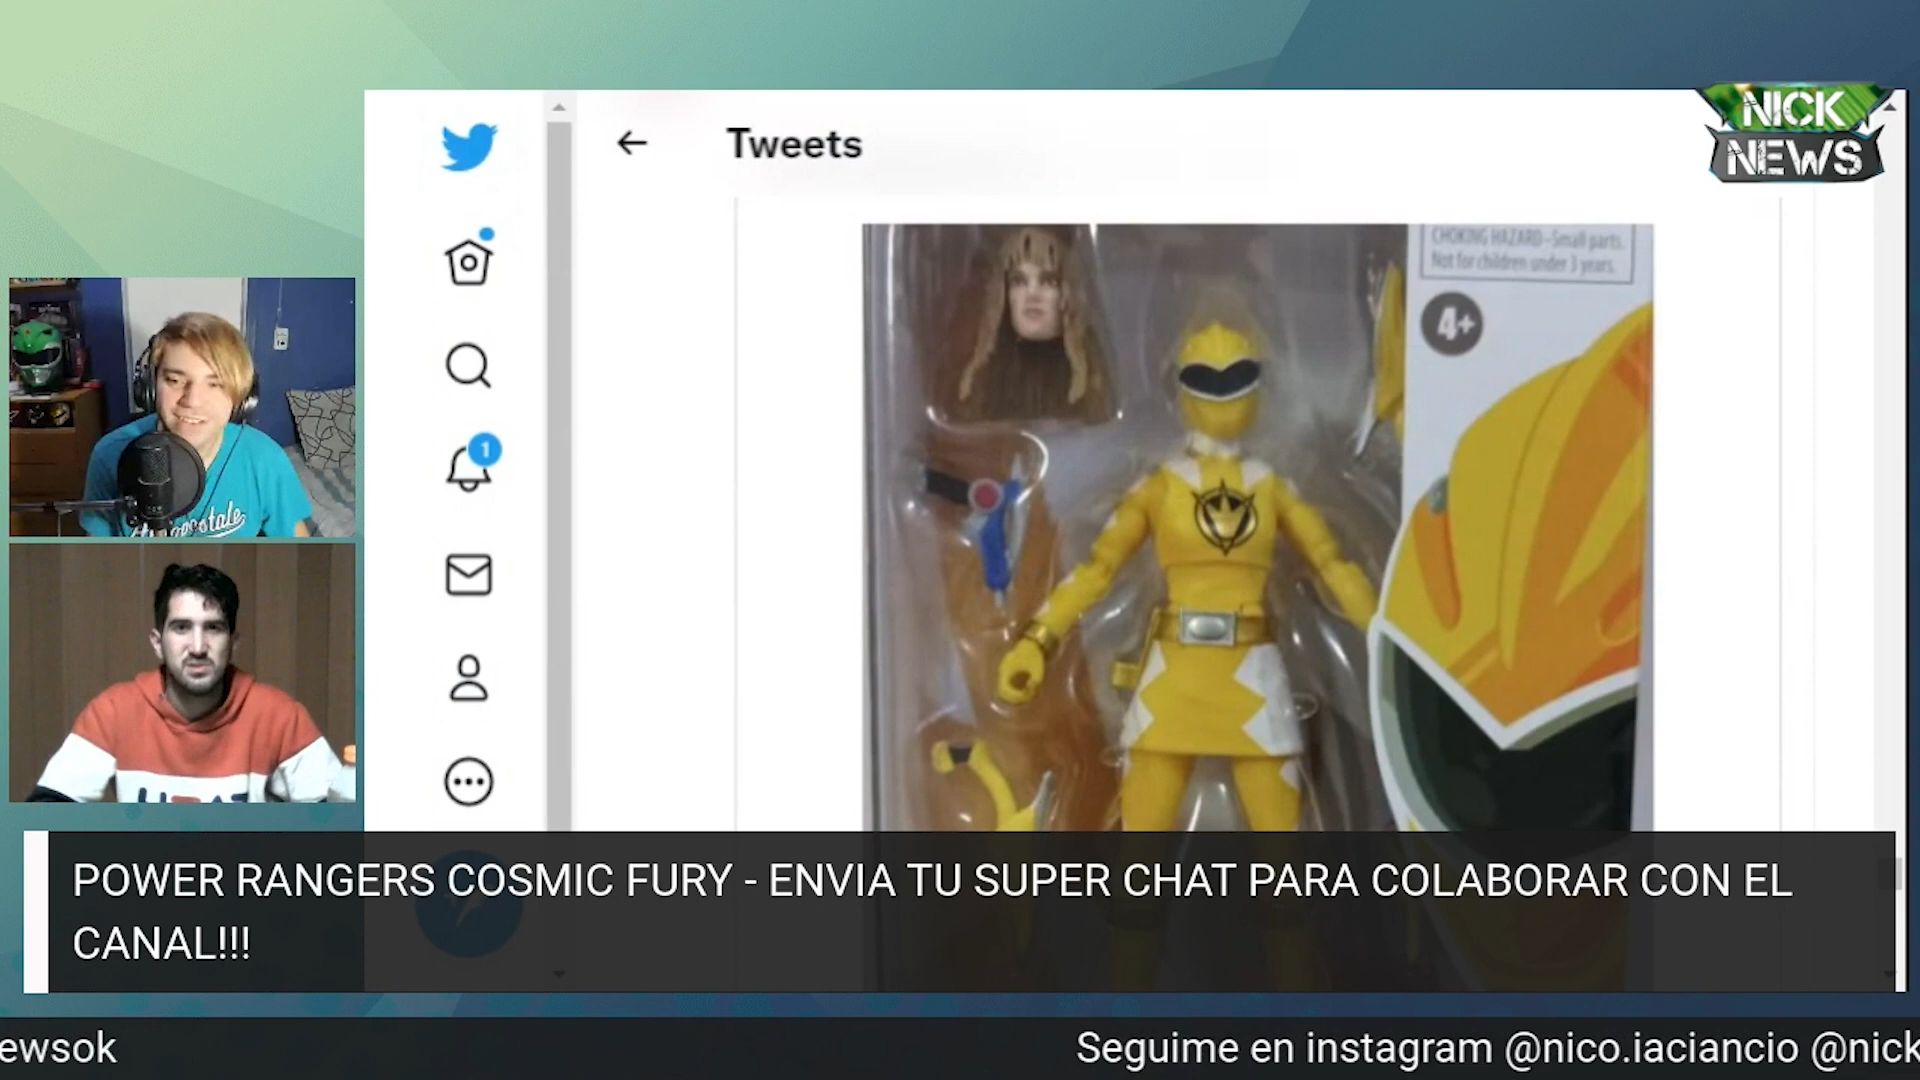 NICK
NEWS
Tweets
CHOKING HAZARD-Small parts.
Not for children under 3 years.
4+
1
POWER RANGERS COSMIC FURY - ENVIA TU SUPER CHAT PARA COLABORAR CON EL
CANAL!!!
ewsok
Seguime en instagram @nico.iaciancio @nick